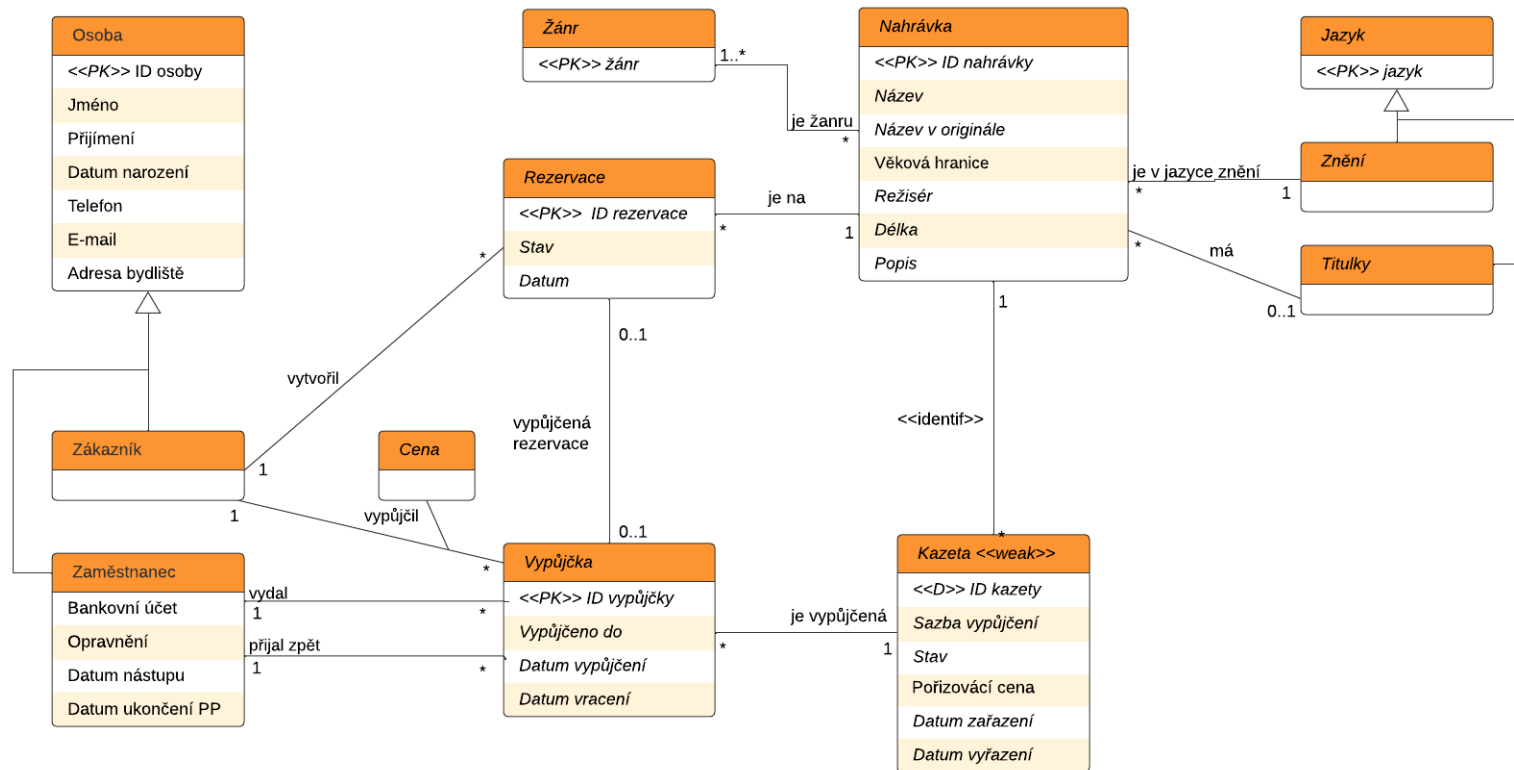 Osoba
<<PK>> ID osoby
Jméno
Přijímení
Datum narození
Telefon
E-mail
Adresa bydliště
Žánr
<<PK>> žánr
1..*
je žanru
*
Nahrávka
<<PK>> ID nahrávky
Název
Název v originále
Věková hranice
Režisér
Délka
Popis
Jazyk
<<PK>> jazyk
Znění
je v jazyce znění
*
1
Titulky
má
*
0..1
Rezervace
<<PK>> ID rezervace
Stav
Datum
je na
*
1
*
vytvořil
1
0..1
vypůjčená
rezervace
0..1
1
<<identif>>
*
Zákazník
Cena
1
vypůjčil
*
Zaměstnanec
Bankovní účet
Opravnění
Datum nástupu
Datum ukončení PP
vydal
1
*
přijal zpět
1
*
Vypůjčka
<<PK>> ID vypůjčky
Vypůjčeno do
Datum vypůjčení
Datum vracení
je vypůjčená
*
1
Kazeta <<weak>>
<<D>> ID kazety
Sazba vypůjčení
Stav
Pořizovácí cena
Datum zařazení
Datum vyřazení